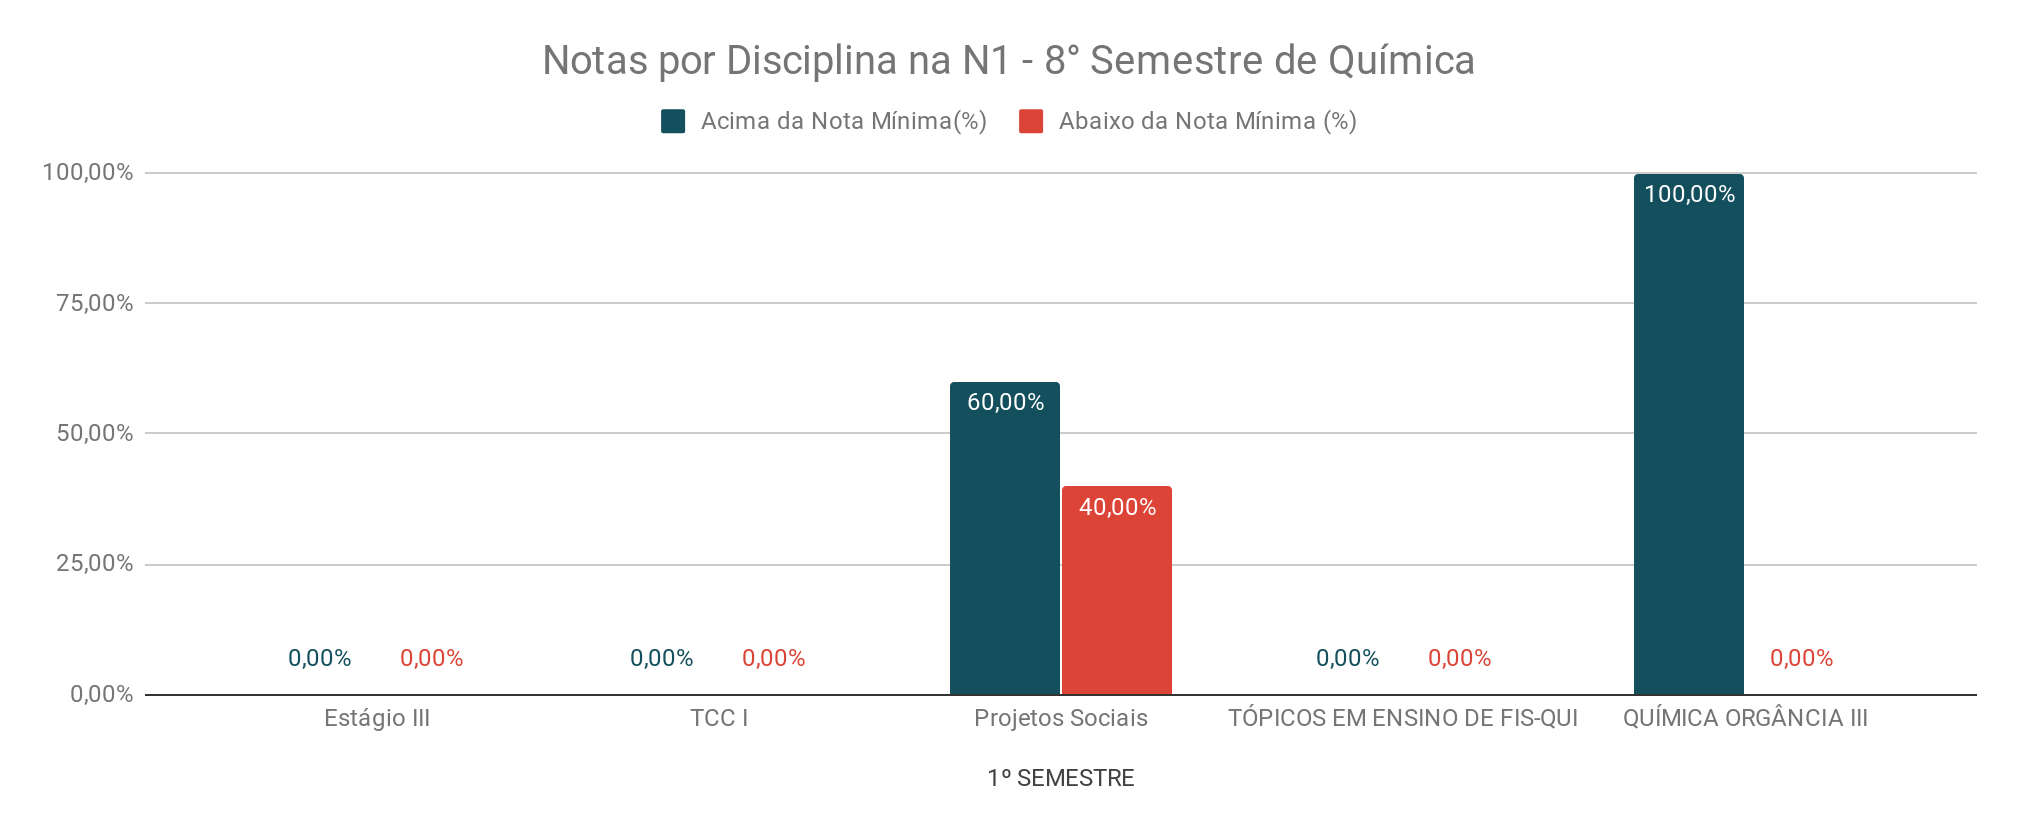 Notas por Disciplina na N1 - 8° Semestre de Química
Acima da Nota Mínima(%) Abaixo da Nota Mínima (%)
100,00%
75,00%
50,00%
25,00%
0,00%
0,00% 0,00% 0,00% 0,00% 60,00% 40,00% 0,00% 0,00% 100,00% 0,00%
Estágio III TCC I Projetos Sociais TÓPICOS EM ENSINO DE FIS-QUI QUÍMICA ORGÂNCIA III
1º SEMESTRE